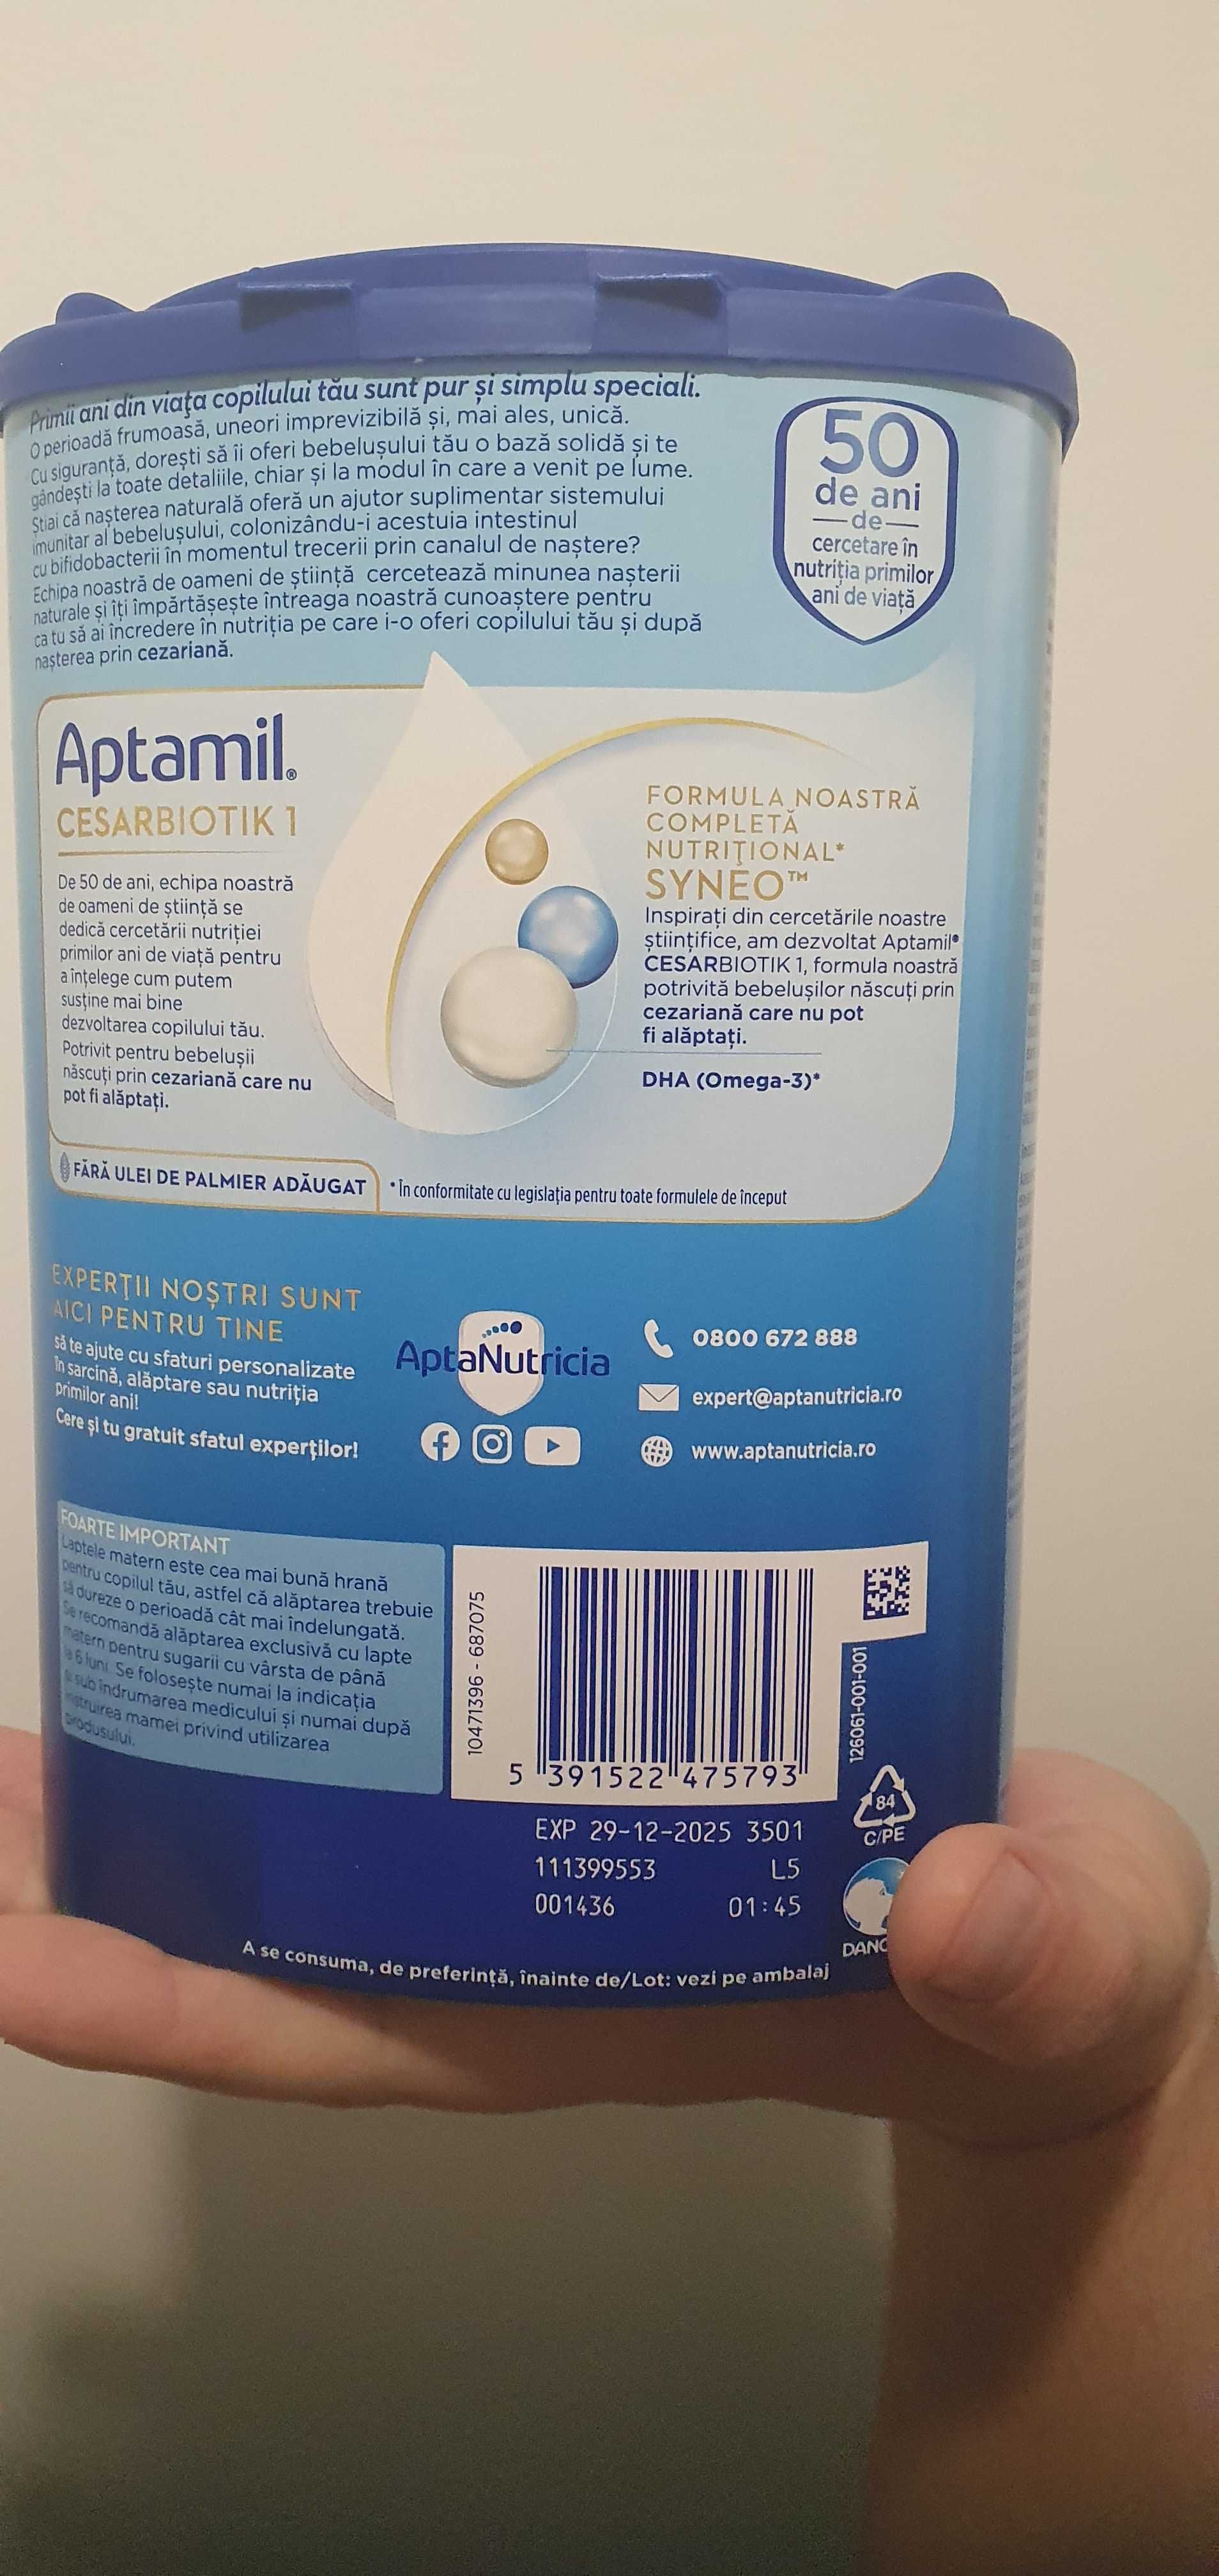 Primii ani din viața copilului tău sunt pur și simplu speciali.
O perioadă frumoasă, uneori imprevizibilă și, mai ales, unică.
Cu siguranță, dorești să îi oferi bebelușului tău o bază solidă și te
gândești la toate detaliile, chiar și la modul în care a venit pe lume.
Știai că nașterea naturală oferă un ajutor suplimentar sistemului
imunitar al bebelușului, colonizându-i acestuia intestinul
cu bifidobacterii în momentul trecerii prin canalul de naștere?
Echipa noastră de oameni de știință cercetează minunea nașterii
naturale și îți împărtășește întreaga noastră cunoaștere pentru
ca tu să ai încredere în nutriția pe care i-o oferi copilului tău și după
nașterea prin cezariană.
50
de ani
de
cercetare în
nutriția primilor
ani de viață
Aptamil®
CESARBIOTIK 1
De 50 de ani, echipa noastră
de oameni de știință se
dedică cercetării nutriției
primilor ani de viață pentru
a înțelege cum putem
susține mai bine
dezvoltarea copilului tău.
Potrivit pentru bebelușii
născuți prin cezariană care nu
pot fi alăptați.
FORMULA NOASTRĂ
COMPLETĂ
NUTRIȚIONAL*
SYNEO™
Inspirați din cercetările noastre
științifice, am dezvoltat Aptamil®
CESARBIOTIK 1, formula noastră
potrivită bebelușilor născuți prin
cezariană care nu pot
fi alăptați.
DHA (Omega-3)*
FĂRĂ ULEI DE PALMIER ADĂUGAT
*În conformitate cu legislația pentru toate formulele de început
EXPERȚII NOȘTRI SUNT
AICI PENTRU TINE
să te ajute cu sfaturi personalizate
în sarcină, alăptare sau nutriția
primilor ani!
Cere și tu gratuit sfatul experților!
AptaNutricia
0800 672 888
expert@aptanutricia.ro
www.aptanutricia.ro
FOARTE IMPORTANT
Laptele matern este cea mai bună hrană
pentru copilul tău, astfel că alăptarea trebuie
să dureze o perioadă cât mai îndelungată.
Se recomandă alăptarea exclusivă cu lapte
matern pentru sugarii cu vârsta de până
la 6 luni. Se folosește numai la indicația
& sub îndrumarea medicului și numai după
instruirea mamei privind utilizarea
produsului.
10471396 - 687075
5 391522 475793
126061-001-001
84
C/PE
EXP 29-12-2025 3501
111399553 L5
001436 01:45
DANO
A se consuma, de preferință, înainte de/Lot: vezi pe ambalaj